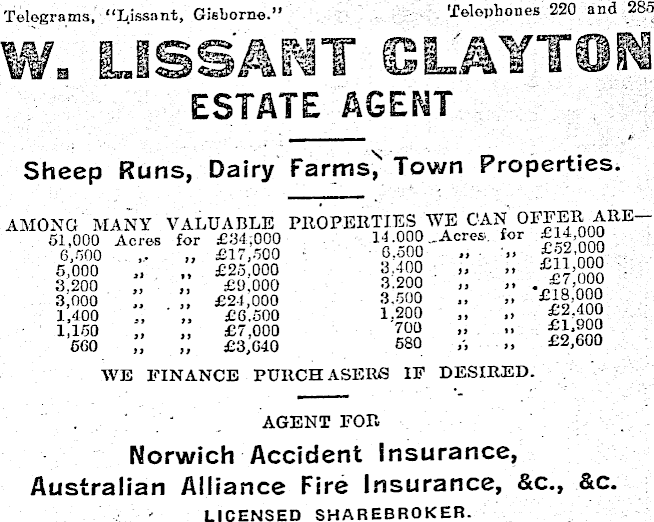 Telegrams, "Lissant, Gisborne." Telephones 220 and 285
W. LISSANT CLAYTON
ESTATE AGENT
Sheep Runs, Dairy Farms, Town Properties.
AMONG MANY VALUABLE PROPERTIES WE CAN OFFER ARE—
51,000 Acres for £34,000 14.000 Acres for £14,000
6,500 ,, ,, £17,500 6.500 ,, ,, £52,000
5,000 ,, ,, £25,000 3,400 ,, ,, £11,000
3,200 ,, ,, £9,000 3.200 ,, ,, £7,000
3,000 ,, ,, £24,000 3.500 ,, ,, £18,000
1,400 ,, ,, £6,500 1,200 ,, ,, £2,400
1,150 ,, ,, £7,000 700 ,, ,, £1,900
560 ,, ,, £3,640 580 ,, ,, £2,600
WE FINANCE PURCHASERS IF DESIRED.
AGENT FOR
Norwich Accident Insurance,
Australian Alliance Fire Insurance, &c., &c.
LICENSED SHAREBROKER.